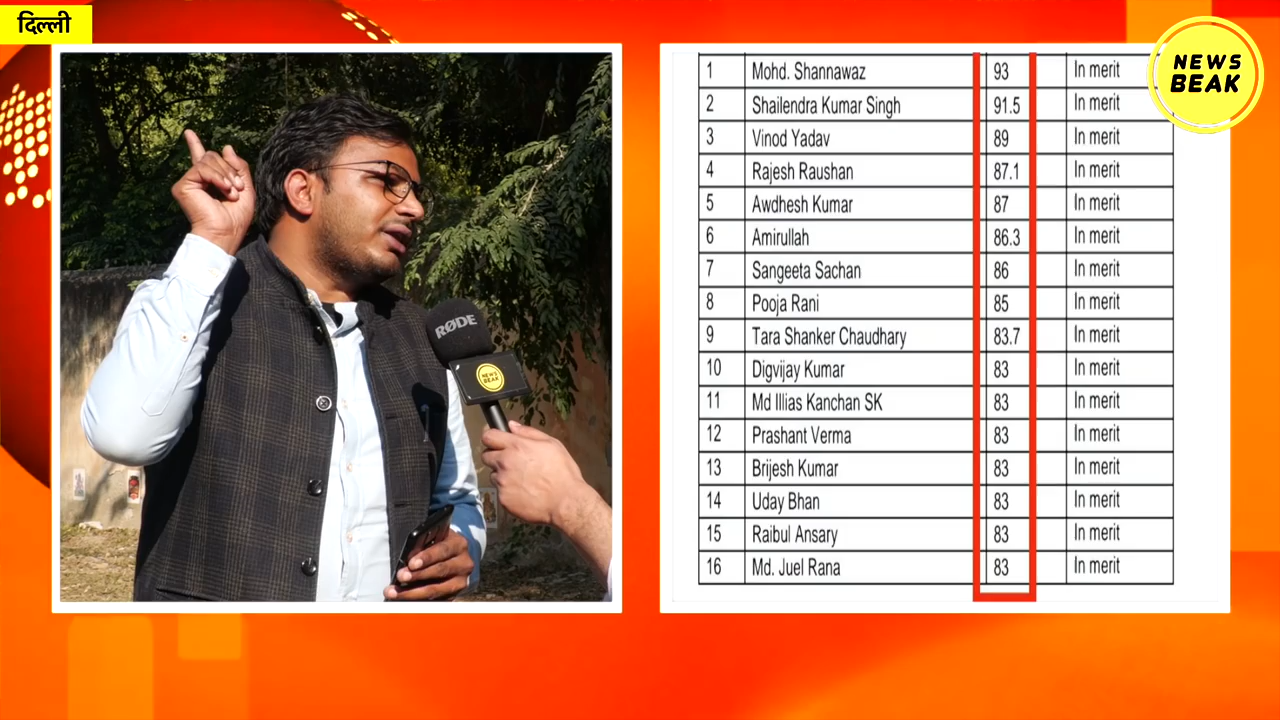 दिल्ली
NEWS
BEAK
RØDE
NEWS
BEAK
1 Mohd. Shannawaz 93 In merit
2 Shailendra Kumar Singh 91.5 In merit
3 Vinod Yadav 89 In merit
4 Rajesh Raushan 87.1 In merit
5 Awdhesh Kumar 87 In merit
6 Amirullah 86.3 In merit
7 Sangeeta Sachan 86 In merit
8 Pooja Rani 85 In merit
9 Tara Shanker Chaudhary 83.7 In merit
10 Digvijay Kumar 83 In merit
11 Md Illias Kanchan SK 83 In merit
12 Prashant Verma 83 In merit
13 Brijesh Kumar 83 In merit
14 Uday Bhan 83 In merit
15 Raibul Ansary 83 In merit
16 Md. Juel Rana 83 In merit